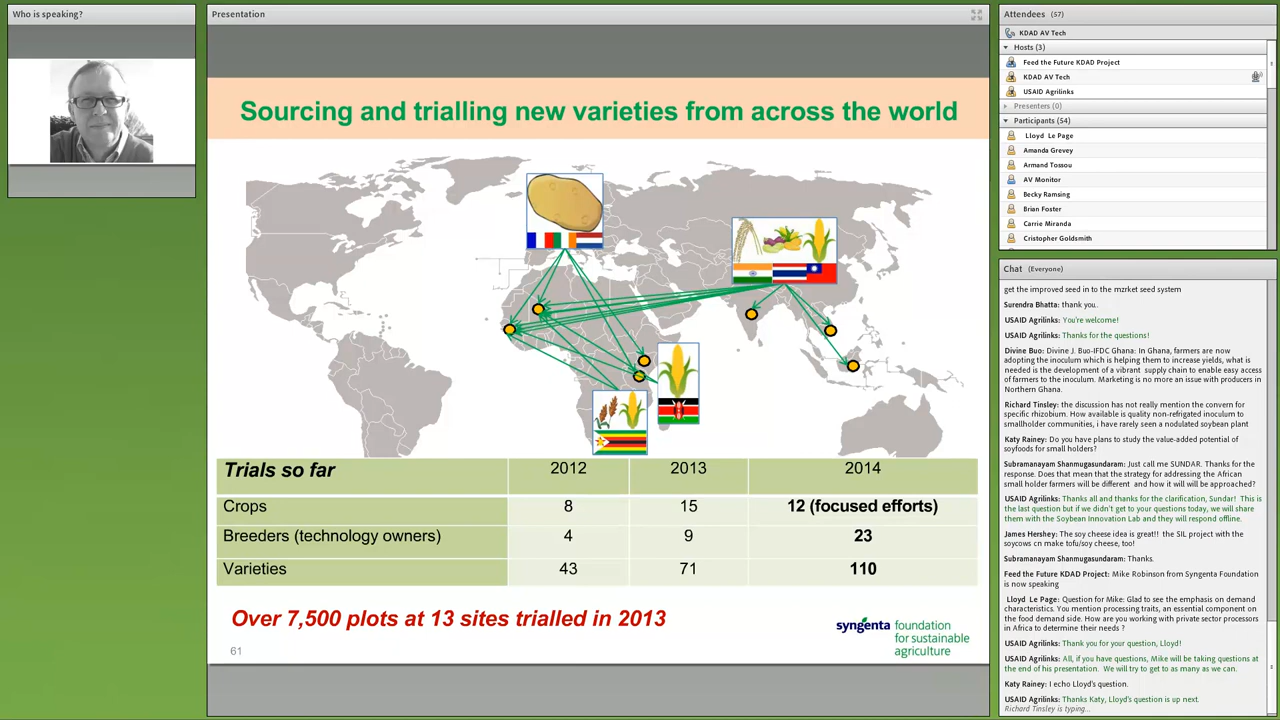 Who is speaking?
Presentation
Sourcing and trialling new varieties from across the world
Trials so far 2012 2013 2014
Crops 8 15 12 (focused efforts)
Breeders (technology owners) 4 9 23
Varieties 43 71 110
Over 7,500 plots at 13 sites trialled in 2013
syngenta foundation
for sustainable
agriculture
61
Attendees (57)
KDAD AV Tech
Hosts (3)
Feed the Future KDAD Project
KDAD AV Tech
USAID Agrilinks
Presenters (0)
Participants (54)
Lloyd Le Page
Amanda Grevey
Armand Tossou
AV Monitor
Becky Ramsing
Brian Foster
Carrie Miranda
Cristopher Goldsmith
Chat (Everyone)
get the improved seed in to the mzrket seed system
Surendra Bhatta: thank you..
USAID Agrilinks: You're welcome!
USAID Agrilinks: Thanks for the questions!
Divine Buo: Divine J. Buo-IFDC Ghana: In Ghana, farmers are now
adopting the inoculum which is helping them to increase yields, what is
needed is the development of a vibrant supply chain to enable easy access
of farmers to the inoculum. Marketing is no more an issue with producers in
Northern Ghana.
Richard Tinsley: the discussion has not really mention the convern for
specific rhizobium. How available is quality non-refrigated inoculum to
smallholder communities, i have rarely seen a nodulated soybean plant
Katy Rainey: Do you have plans to study the value-added potential of
soyfoods for small holders?
Subramanayam Shanmugasundaram: Just call me SUNDAR. Thanks for the
response. Does that mean that the strategy for addressing the African
small holder farmers will be different and how it will will be approached?
USAID Agrilinks: Thanks all and thanks for the clarification, Sundar! This is
the last question but if we didn't get to your questions today, we will share
them with the Soybean Innovation Lab and they will respond offline.
James Hershey: The soy cheese idea is great!! the SIL project with the
soycows cn make tofu/soy cheese, too!
Subramanayam Shanmugasundaram: Thanks.
Feed the Future KDAD Project: Mike Robinson from Syngenta Foundation
is now speaking
Lloyd Le Page: Question for Mike: Glad to see the emphasis on demand
characteristics. You mention processing traits, an essential component on
the food demand side. How are you working with private sector processors
in Africa to determine their needs ?
USAID Agrilinks: Thank you for your question, Lloyd!
USAID Agrilinks: All, if you have questions, Mike will be taking questions at
the end of his presentation. We will try to get to as many as we can.
Katy Rainey: I echo Lloyd's question.
USAID Agrilinks: Thanks Katy, Lloyd's question is up next.
Richard Tinsley is typing...